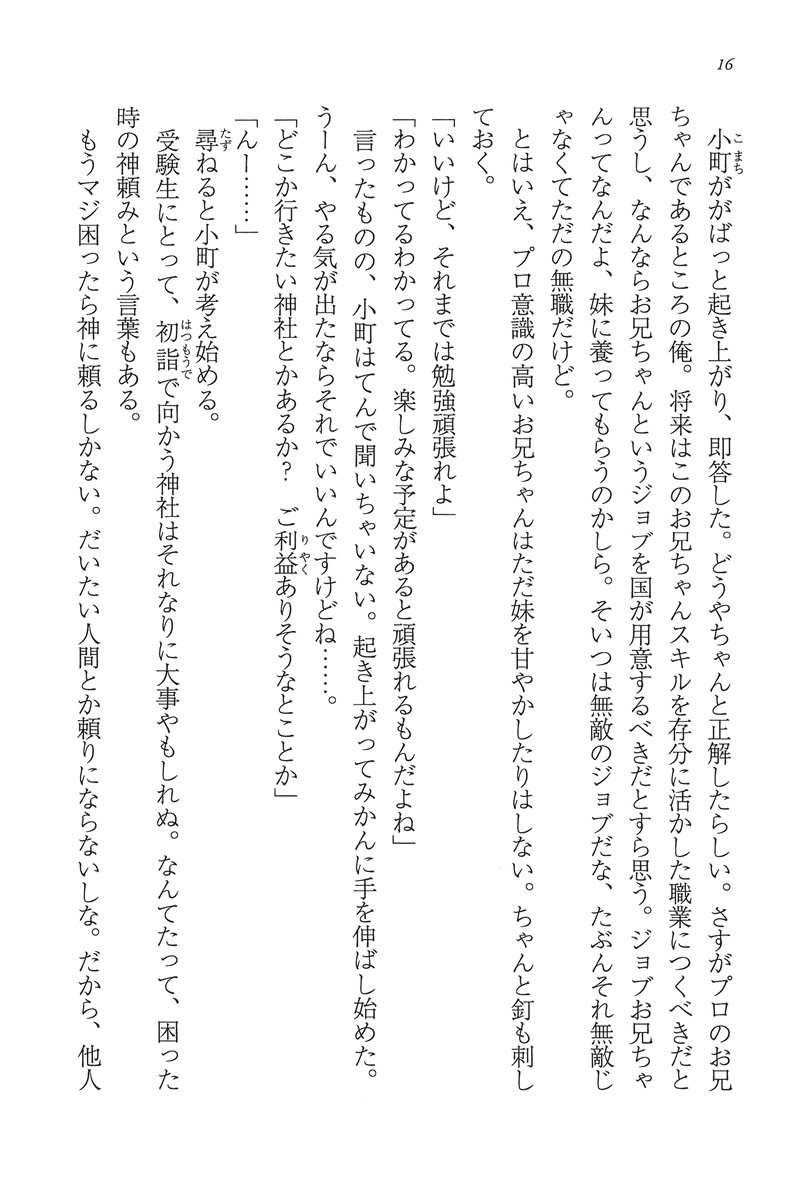 16
小町ががばっと起き上がり、即答した。どうやちゃんと正解したらしい。さすがプロのお兄
ちゃんであるところの俺。将来はこのお兄ちゃんスキルを存分に活かした職業につくべきだと
思うし、なんならお兄ちゃんというジョブを国が用意するべきだとすら思う。ジョブお兄ちゃ
んってなんだよ、妹に養ってもらうのかしら。そいつは無敵のジョブだな、たぶんそれ無敵じ
ゃなくてただの無職だけど。
とはいえ、プロ意識の高いお兄ちゃんはただ妹を甘やかしたりはしない。ちゃんと釘も刺し
ておく。
「いいけど、それまでは勉強頑張れよ」
「わかってるわかってる。楽しみな予定があると頑張れるもんだよね」
言ったものの、小町はてんで聞いちゃいない。起き上がってみかんに手を伸ばし始めた。
うーん、やる気が出たならそれでいいんですけどね……。
「どこか行きたい神社とかあるか?　ご利益ありそうなとことか」
「んー……」
尋ねると小町が考え始める。
受験生にとって、初詣で向かう神社はそれなりに大事やもしれぬ。なんてたって、困った
時の神頼みという言葉もある。
もうマジ困ったら神に頼るしかない。だいたい人間とか頼りにならないしな。だから、他人